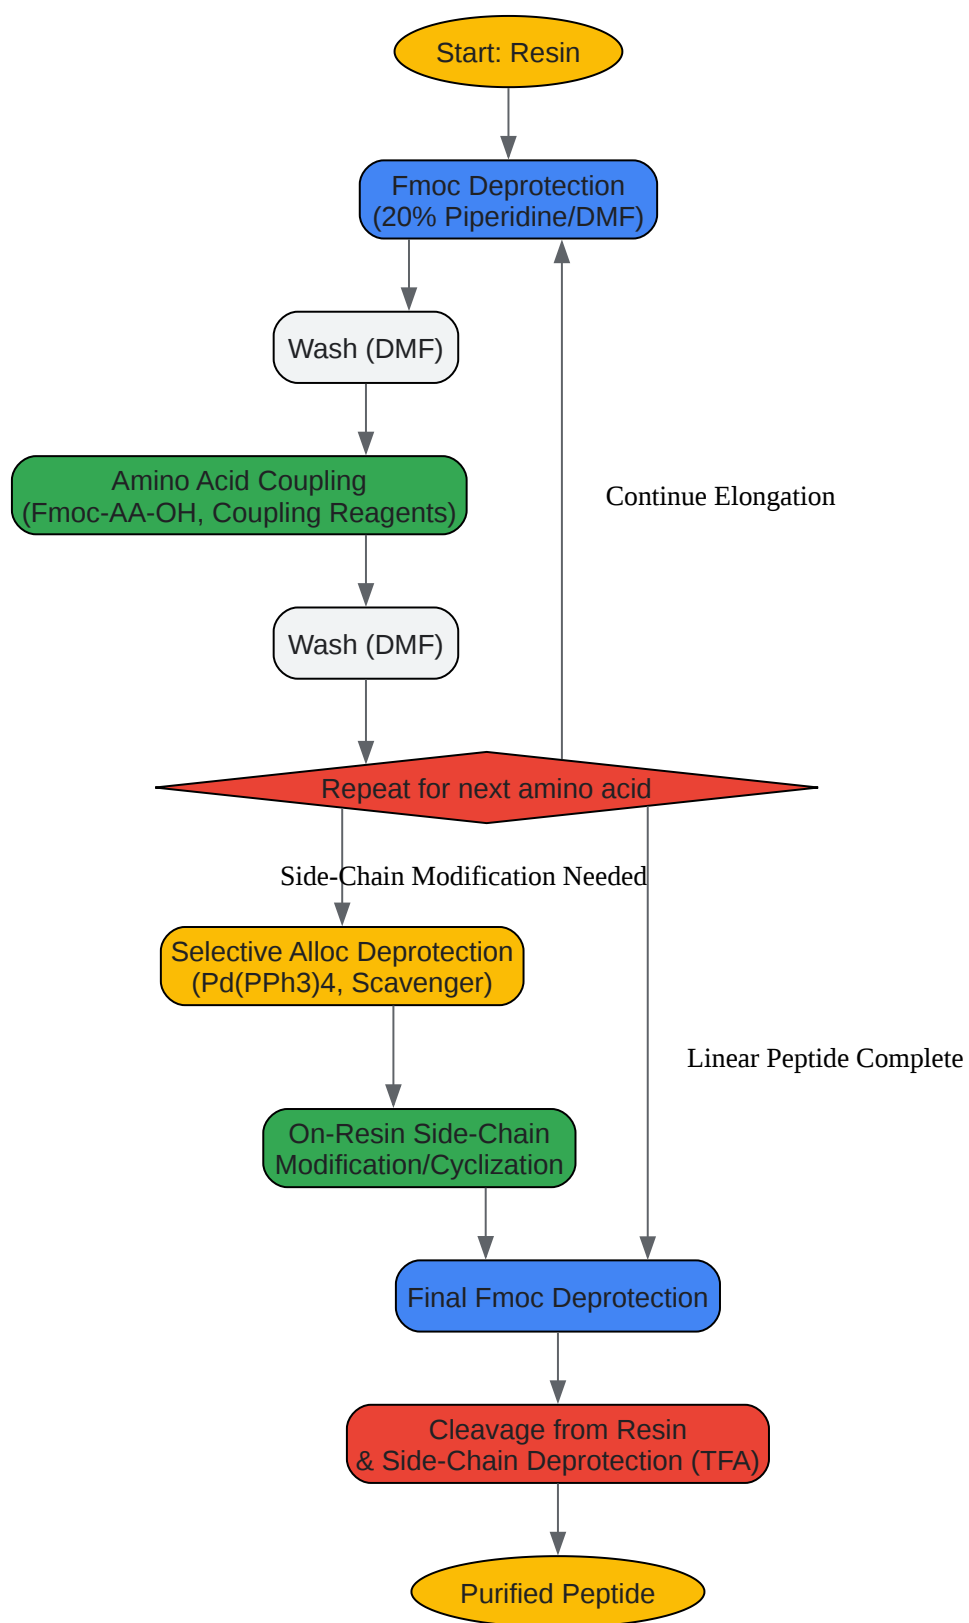 Start: Resin
Fmoc Deprotection
(20% Piperidine/DMF)
Wash (DMF)
Amino Acid Coupling
(Fmoc-AA-OH, Coupling Reagents)
Continue Elongation
Wash (DMF)
Repeat for next amino acid
Side-Chain Modification Needed
Selective Alloc Deprotection
(Pd(PPh3)4, Scavenger)
Linear Peptide Complete
On-Resin Side-Chain
Modification/Cyclization
Final Fmoc Deprotection
Cleavage from Resin
& Side-Chain Deprotection (TFA)
Purified Peptide